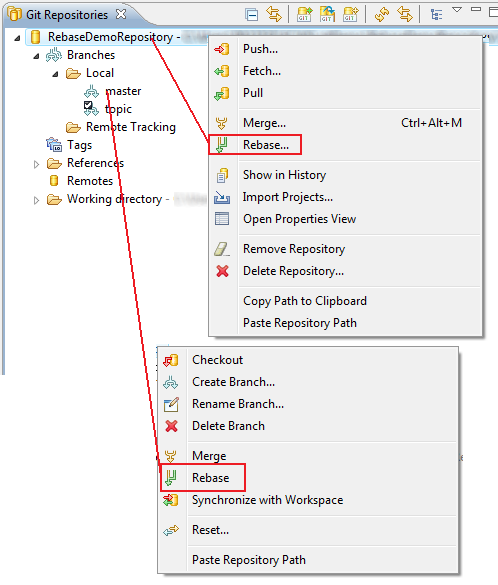 Git Repositories
RebaseDemoRepository -
Branches
Local
master
topic
Remote Tracking
Tags
References
Remotes
Working directory -
Push...
Fetch...
Pull
Merge... Ctrl+Alt+M
Rebase...
Show in History
Import Projects...
Open Properties View
Remove Repository
Delete Repository...
Copy Path to Clipboard
Paste Repository Path
Checkout
Create Branch...
Rename Branch...
Delete Branch
Merge
Rebase
Synchronize with Workspace
Reset...
Paste Repository Path